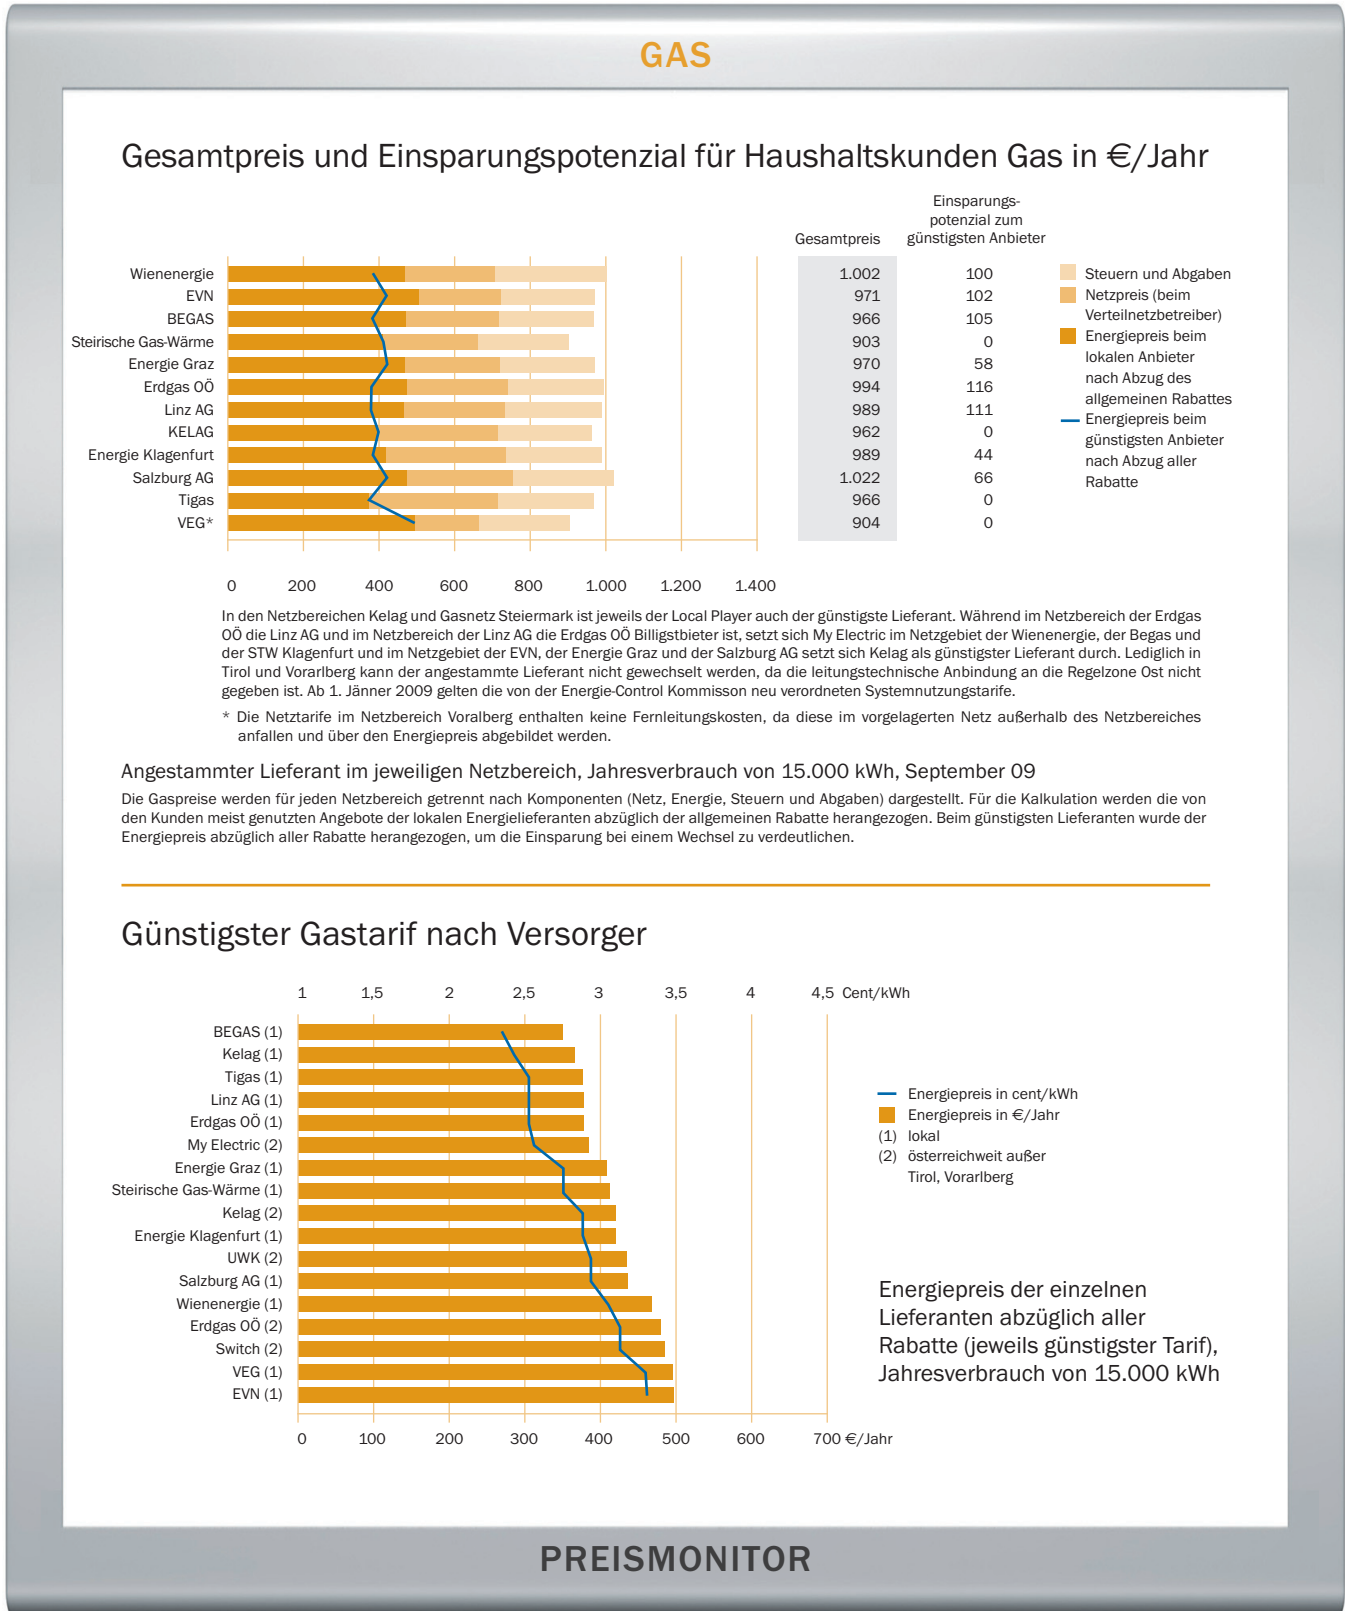 GAS
Gesamtpreis und Einsparungspotenzial für Haushaltskunden Gas in €/Jahr
Gesamtpreis
Einsparungs-
potenzial zum
günstigsten Anbieter
Wienenergie 1.002 100
EVN 971 102
BEGAS 966 105
Steirische Gas-Wärme 903 0
Energie Graz 970 58
Erdgas OÖ 994 116
Linz AG 989 111
KELAG 962 0
Energie Klagenfurt 989 44
Salzburg AG 1.022 66
Tigas 966 0
VEG* 904 0
Steuern und Abgaben
Netzpreis (beim
Verteilnetzbetreiber)
Energiepreis beim
lokalen Anbieter
nach Abzug des
allgemeinen Rabattes
Energiepreis beim
günstigsten Anbieter
nach Abzug aller
Rabatte
0 200 400 600 800 1.000 1.200 1.400
In den Netzbereichen Kelag und Gasnetz Steiermark ist jeweils der Local Player auch der günstigste Lieferant. Während im Netzbereich der Erdgas
OÖ die Linz AG und im Netzbereich der Linz AG die Erdgas OÖ Billigstbieter ist, setzt sich My Electric im Netzgebiet der Wienenergie, der Begas und
der STW Klagenfurt und im Netzgebiet der EVN, der Energie Graz und der Salzburg AG setzt sich Kelag als günstigster Lieferant durch. Lediglich in
Tirol und Vorarlberg kann der angestammte Lieferant nicht gewechselt werden, da die leitungstechnische Anbindung an die Regelzone Ost nicht
gegeben ist. Ab 1. Jänner 2009 gelten die von der Energie-Control Kommisson neu verordneten Systemnutzungstarife.
* Die Netztarife im Netzbereich Voralberg enthalten keine Fernleitungskosten, da diese im vorgelagerten Netz außerhalb des Netzbereiches
anfallen und über den Energiepreis abgebildet werden.
Angestammter Lieferant im jeweiligen Netzbereich, Jahresverbrauch von 15.000 kWh, September 09
Die Gaspreise werden für jeden Netzbereich getrennt nach Komponenten (Netz, Energie, Steuern und Abgaben) dargestellt. Für die Kalkulation werden die von
den Kunden meist genutzten Angebote der lokalen Energielieferanten abzüglich der allgemeinen Rabatte herangezogen. Beim günstigsten Lieferanten wurde der
Energiepreis abzüglich aller Rabatte herangezogen, um die Einsparung bei einem Wechsel zu verdeutlichen.
Günstigster Gastarif nach Versorger
1 1,5 2 2,5 3 3,5 4 4,5 Cent/kWh
BEGAS (1)
Kelag (1)
Tigas (1)
Linz AG (1)
Erdgas OÖ (1)
My Electric (2)
Energie Graz (1)
Steirische Gas-Wärme (1)
Kelag (2)
Energie Klagenfurt (1)
UWK (2)
Salzburg AG (1)
Wienenergie (1)
Erdgas OÖ (2)
Switch (2)
VEG (1)
EVN (1)
0 100 200 300 400 500 600 700 €/Jahr
Energiepreis in cent/kWh
Energiepreis in €/Jahr
(1) lokal
(2) österreichweit außer
Tirol, Vorarlberg
Energiepreis der einzelnen
Lieferanten abzüglich aller
Rabatte (jeweils günstigster Tarif),
Jahresverbrauch von 15.000 kWh
PREISMONITOR